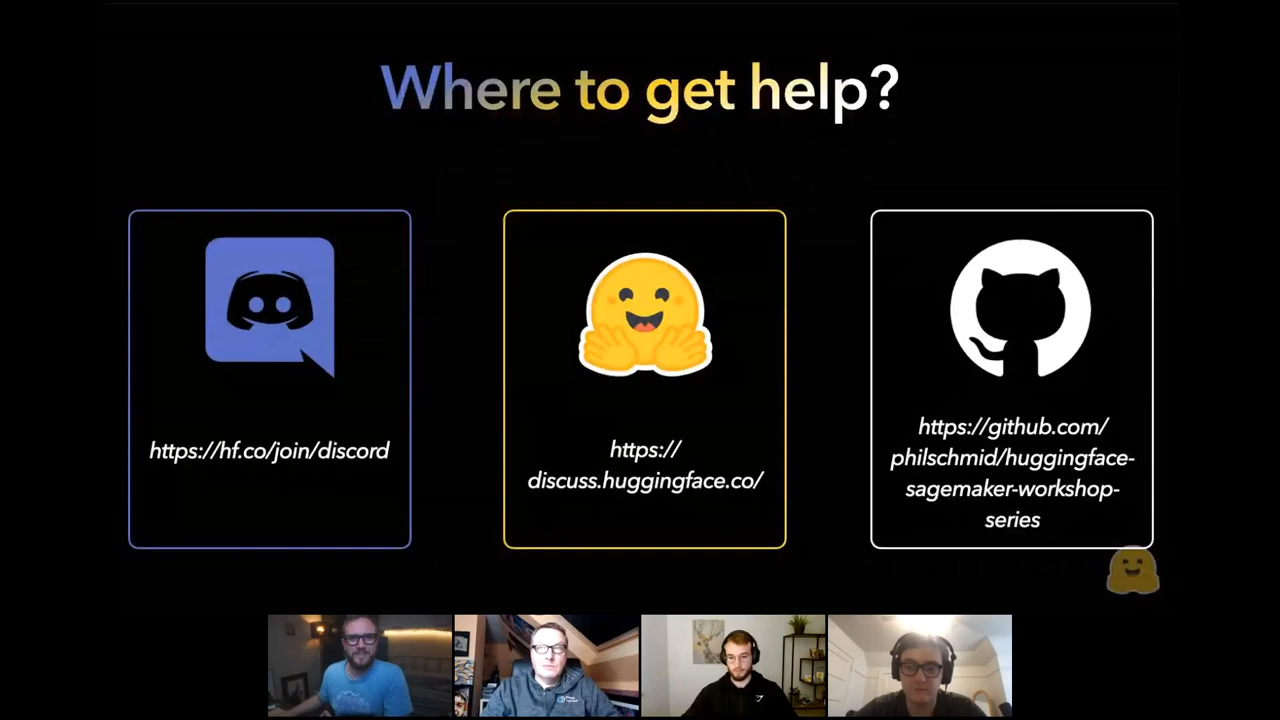 Where to get help?
https://hf.co/join/discord
https://
discuss.huggingface.co/
https://github.com/
philschmid/huggingface-
sagemaker-workshop-
series